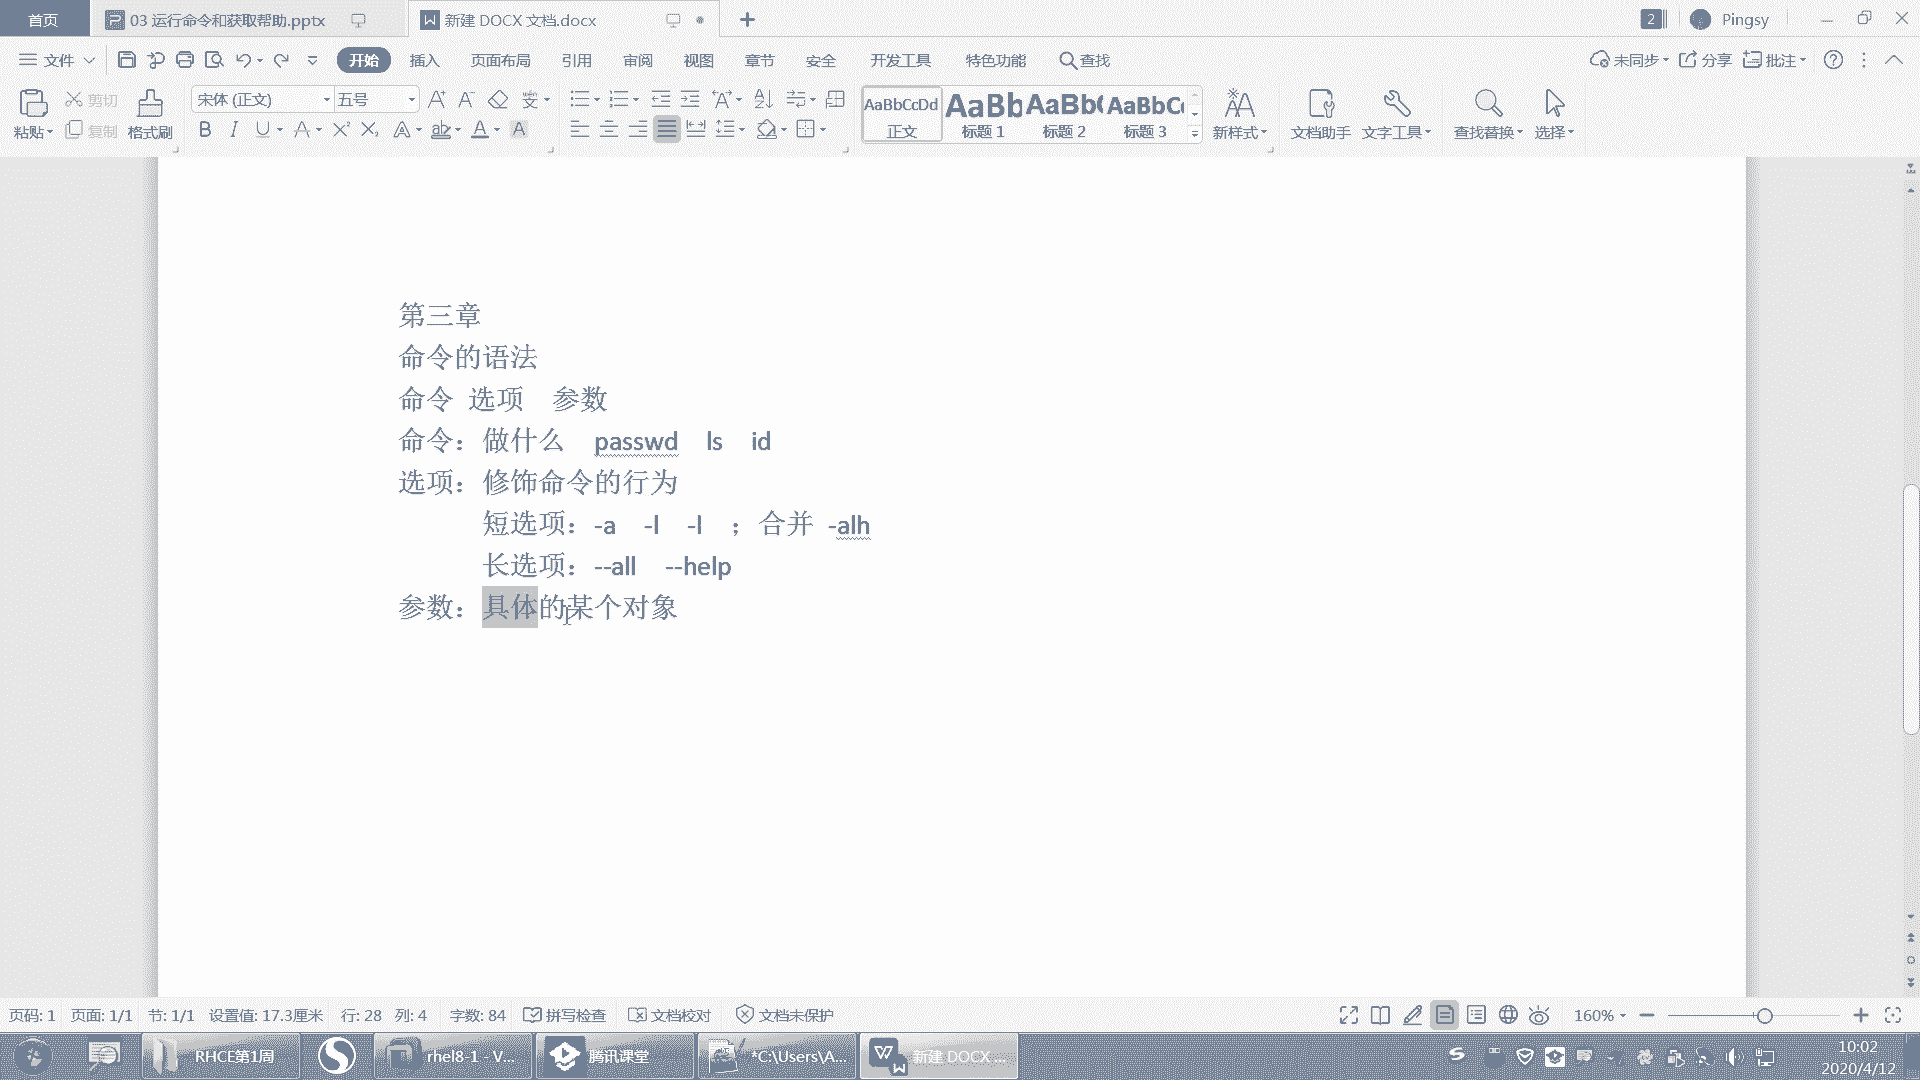 首页 03 运行命令和获取帮助.pptx 新建 DOCX 文档.docx 2 Pingsy
文件 开始 插入 页面布局 引用 审阅 视图 章节 安全 开发工具 特色功能 查找 未同步 分享 批注
粘贴 剪切 复制 格式刷 宋体 (正文) 五号
AaBbCcDd AaBb AaBb( AaBbC
正文 标题 1 标题 2 标题 3 新样式 文档助手 文字工具 查找替换 选择
第三章
命令的语法
命令 选项 参数
命令：做什么 passwd ls id
选项：修饰命令的行为
短选项：-a -l -l ；合并 -alh
长选项：--all --help
参数：具体的某个对象
页码: 1 页面: 1/1 节: 1/1 设置值: 17.3厘米 行: 28 列: 4 字数: 84 拼写检查 文档校对 文档未保护 160%
RHCE第1周 rhel8-1 - V... 腾讯课堂 *C:\Users\A... 新建 DOCX ... 10:02
2020/4/12